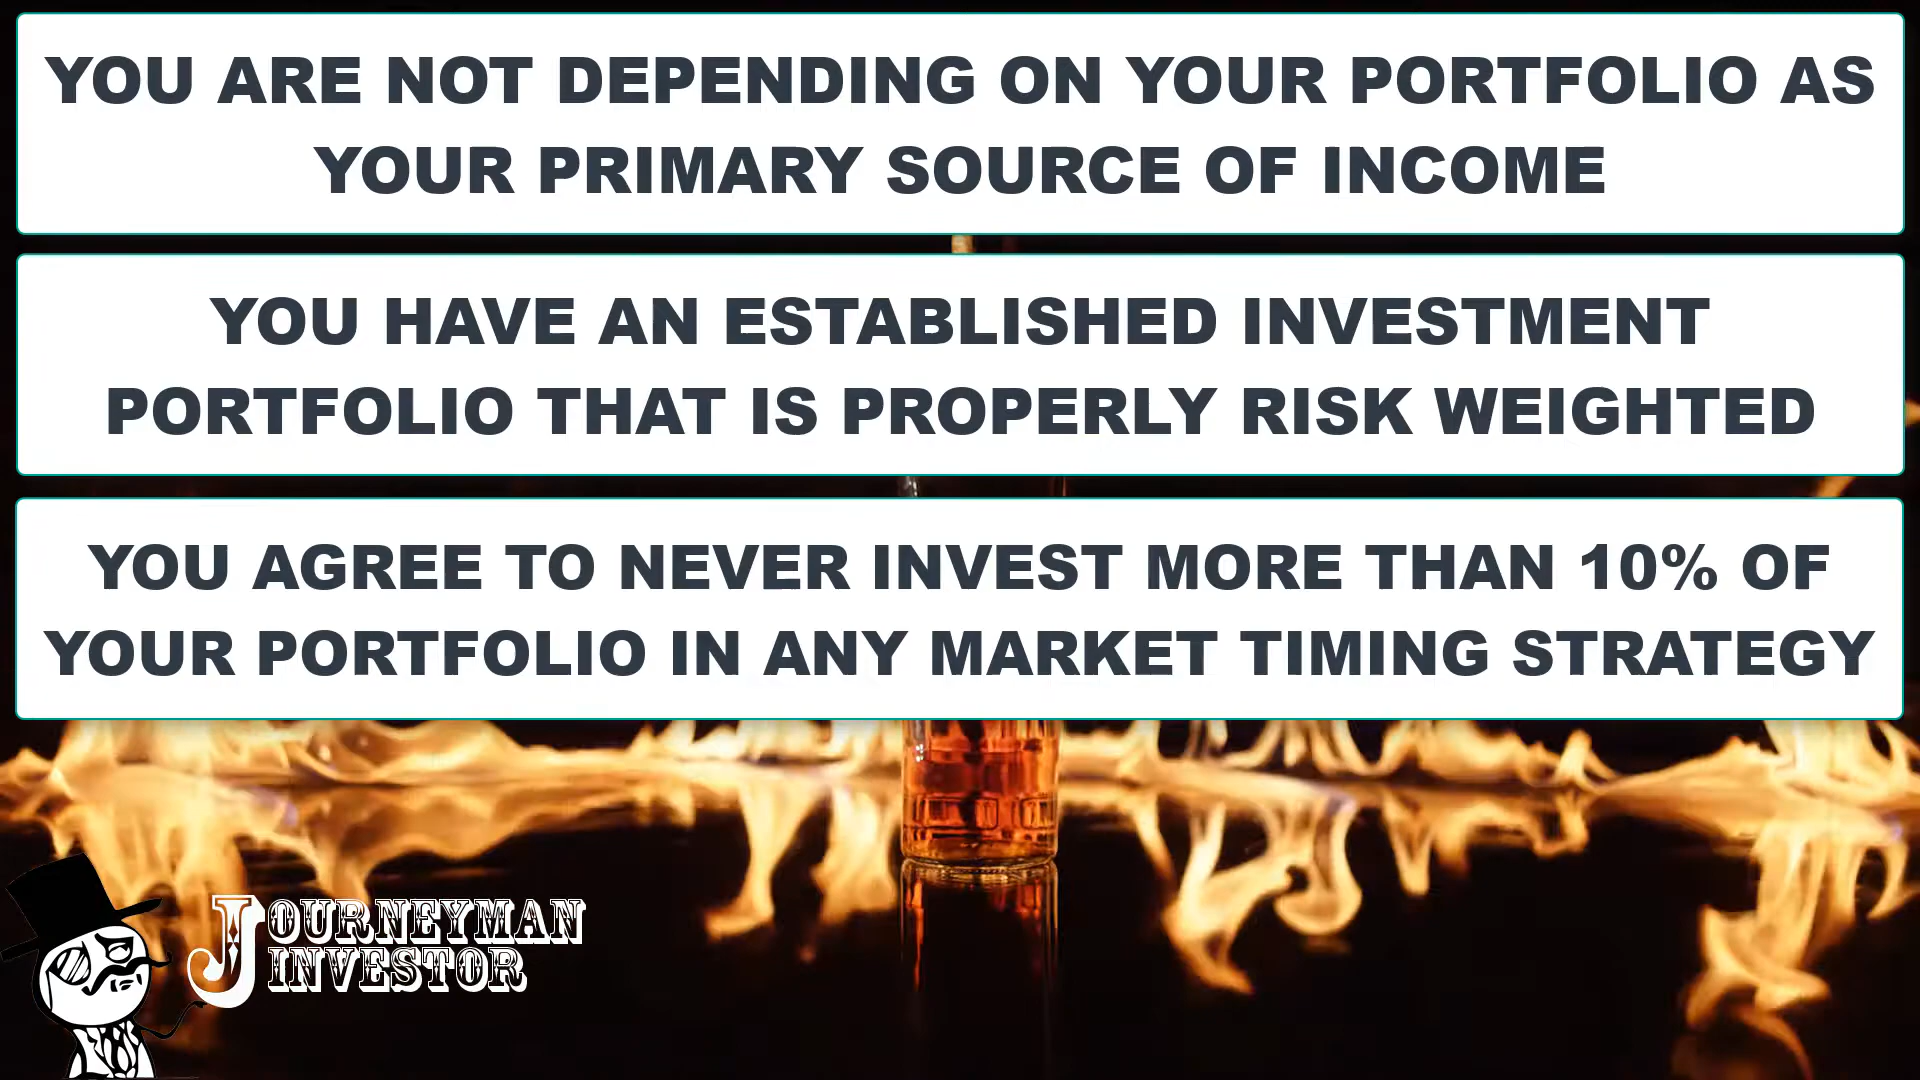 YOU ARE NOT DEPENDING ON YOUR PORTFOLIO AS
YOUR PRIMARY SOURCE OF INCOME
YOU HAVE AN ESTABLISHED INVESTMENT
PORTFOLIO THAT IS PROPERLY RISK WEIGHTED
YOU AGREE TO NEVER INVEST MORE THAN 10% OF
YOUR PORTFOLIO IN ANY MARKET TIMING STRATEGY
JOURNEYMAN
INVESTOR